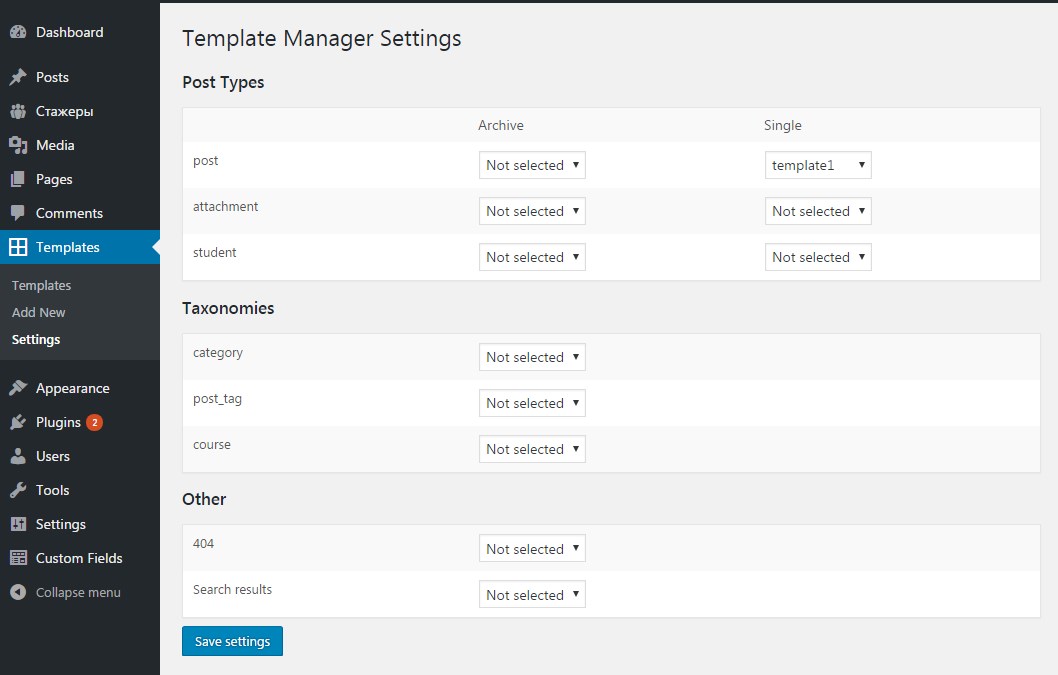 Dashboard
Posts
Стажеры
Media
Pages
Comments
Templates
Templates
Add New
Settings
Appearance
Plugins 2
Users
Tools
Settings
Custom Fields
Collapse menu
Template Manager Settings
Post Types
Archive Single
post Not selected template1
attachment Not selected Not selected
student Not selected Not selected
Taxonomies
category Not selected
post_tag Not selected
course Not selected
Other
404 Not selected
Search results Not selected
Save settings